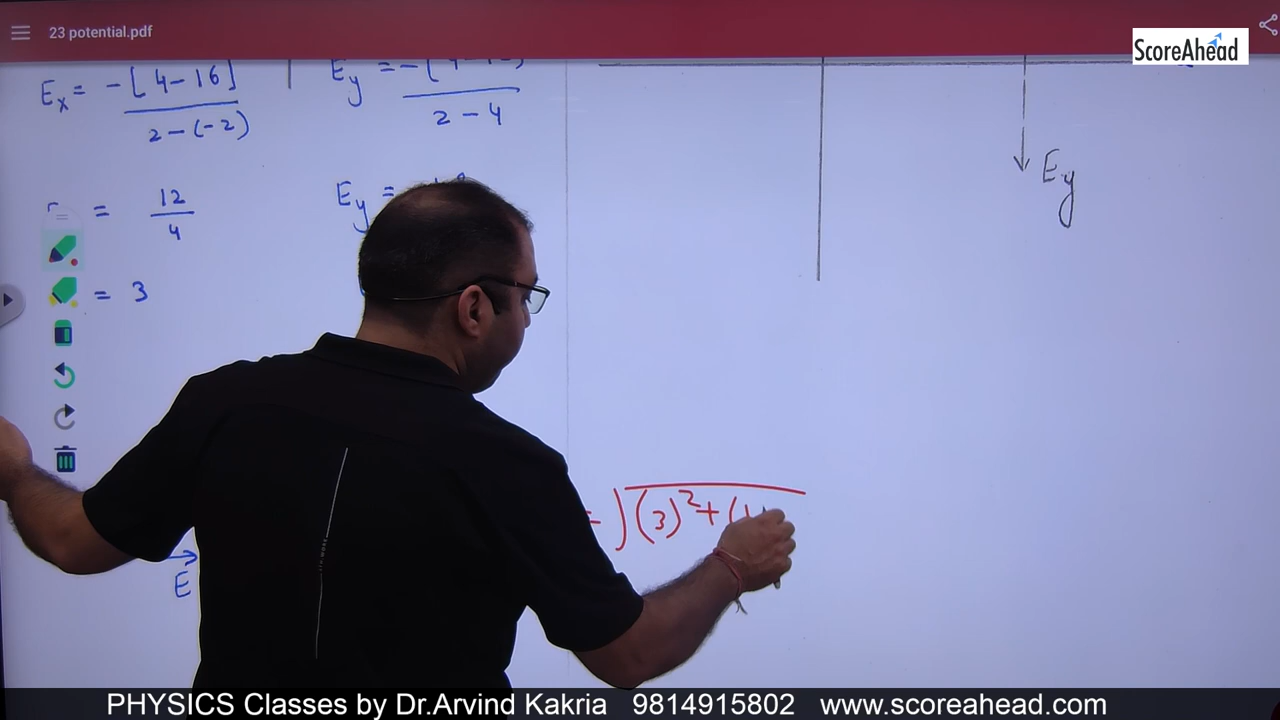 23 potential.pdf
ScoreAhead
Ex = -[4-16]
2-(-2)
Ey = -[
2-4
Ey
= 12
4
Ey =
= 3
E
= √(3)² + (
PHYSICS Classes by Dr.Arvind Kakria 9814915802 www.scoreahead.com